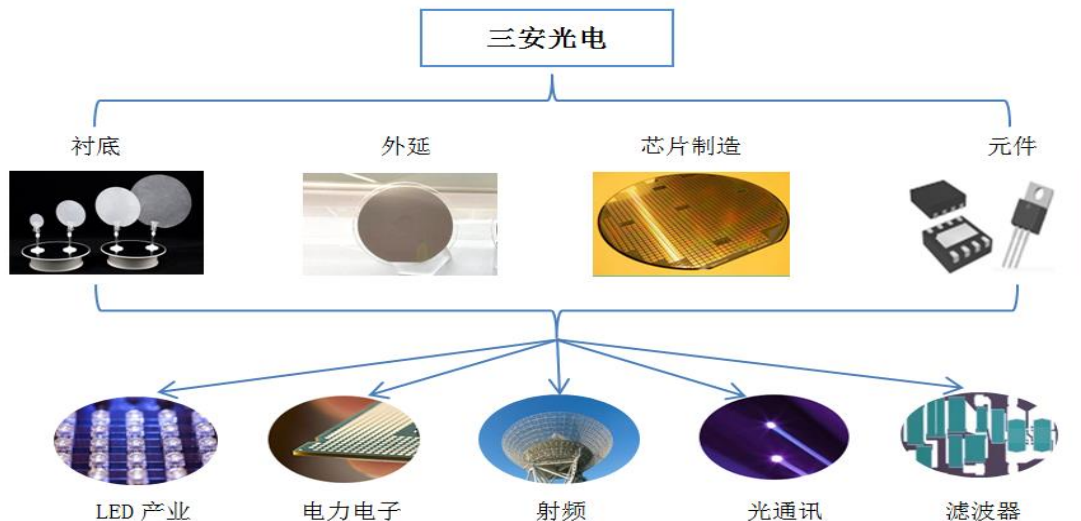 三安光电
衬底
外延
芯片制造
元件
LED 产业
电力电子
射频
光通讯
滤波器